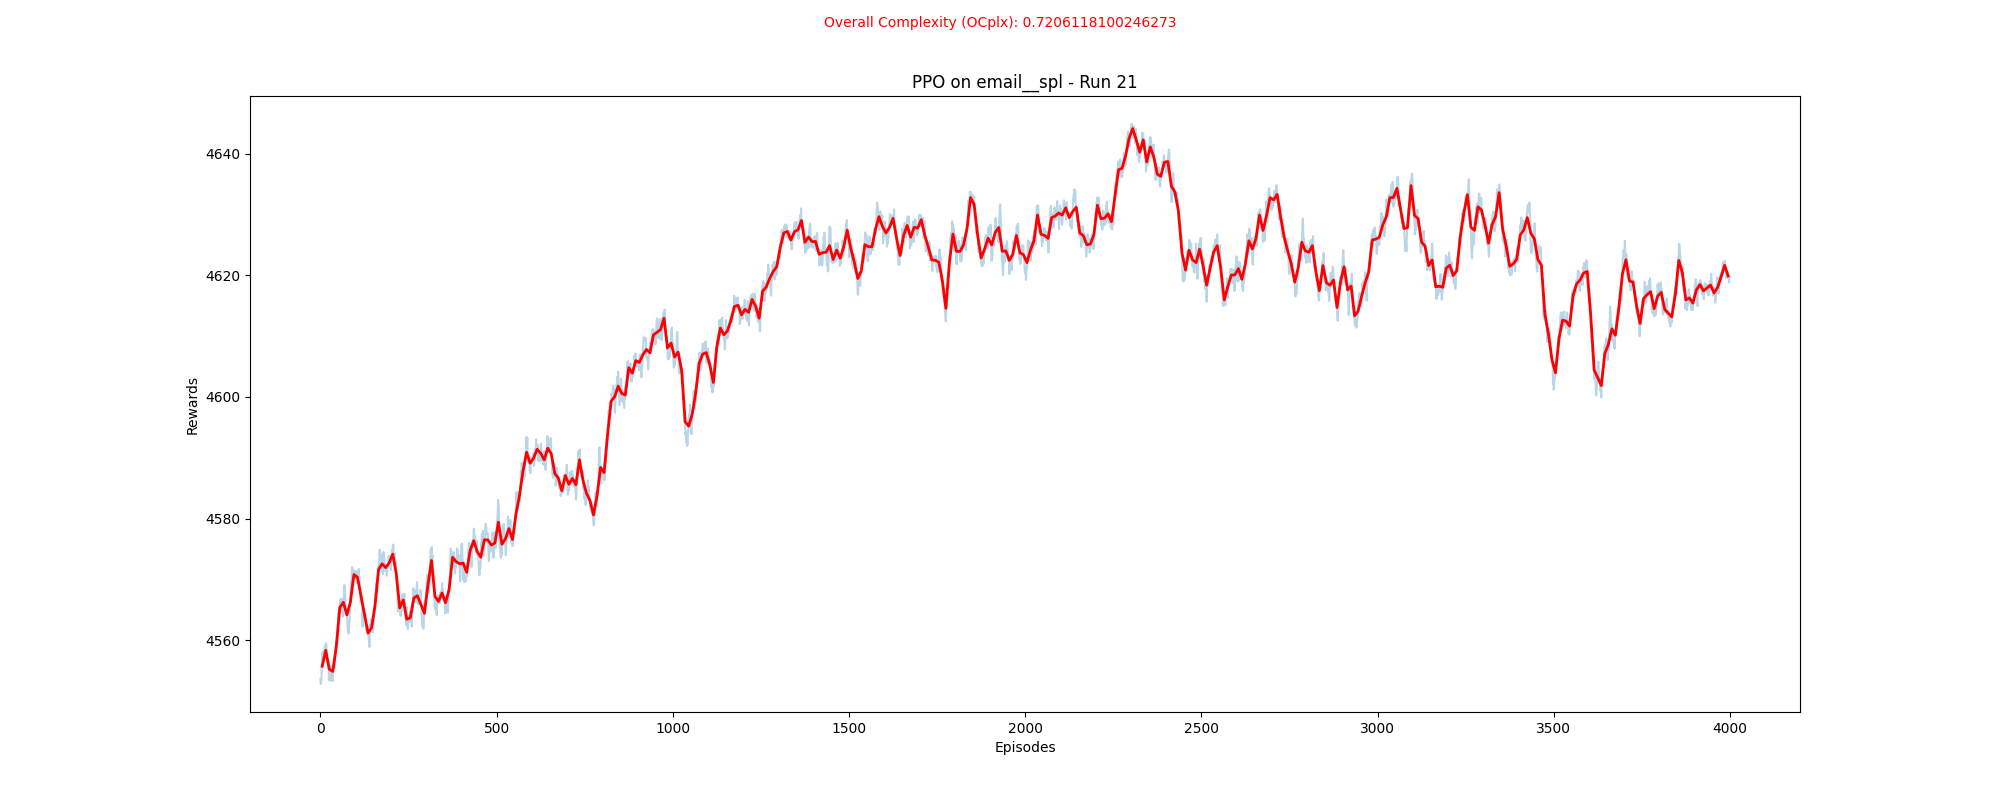 Overall Complexity (OCplx): 0.7206118100246273
PPO on email__spl - Run 21
4640
4620
4600
4580
4560
Rewards
0 500 1000 1500 2000 2500 3000 3500 4000
Episodes